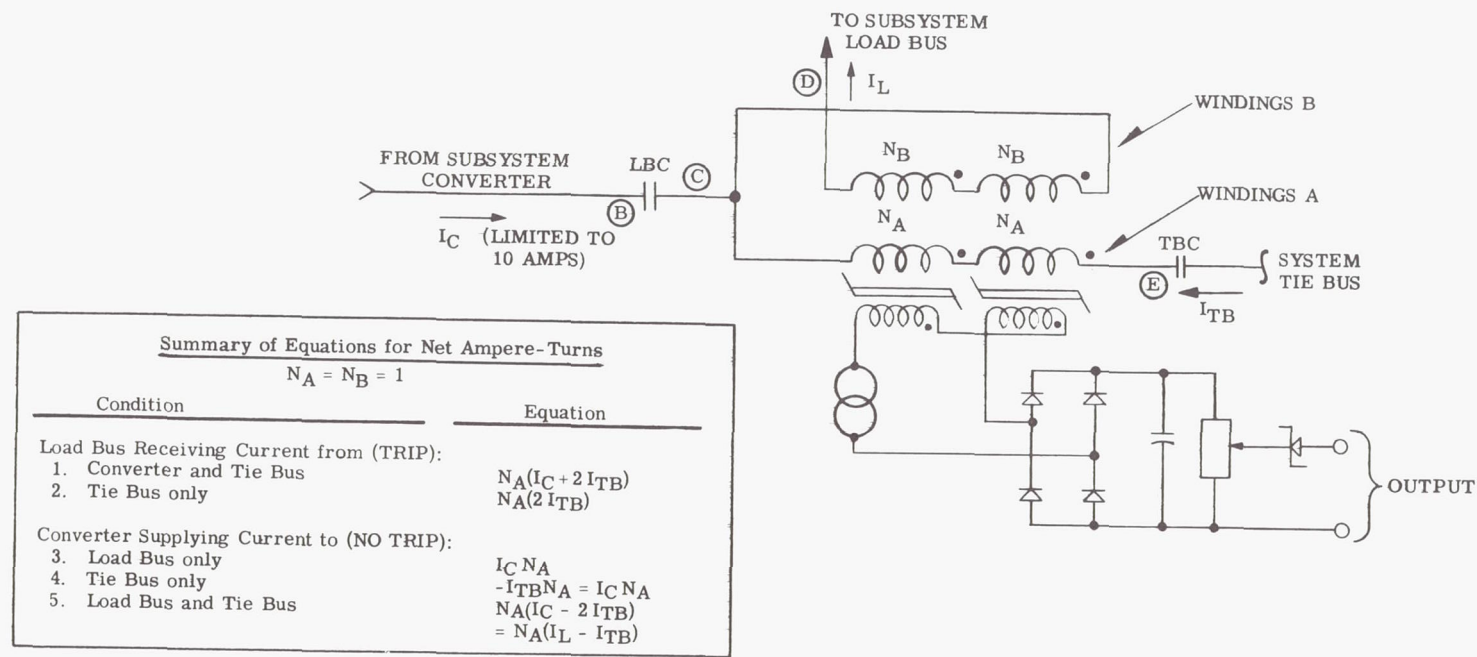 TO SUBSYSTEM
LOAD BUS
D
I_L
WINDINGS B
FROM SUBSYSTEM
CONVERTER
LBC
C
B
I_C (LIMITED TO
10 AMPS)
N_B N_B
N_A N_A
WINDINGS A
TBC
E
SYSTEM
TIE BUS
I_TB
OUTPUT
Summary of Equations for Net Ampere-Turns
N_A = N_B = 1
Condition Equation
Load Bus Receiving Current from (TRIP):
1. Converter and Tie Bus N_A(I_C + 2 I_TB)
2. Tie Bus only N_A(2 I_TB)
Converter Supplying Current to (NO TRIP):
3. Load Bus only I_C N_A
4. Tie Bus only -I_TB N_A = I_C N_A
5. Load Bus and Tie Bus N_A(I_C - 2 I_TB)
= N_A(I_L - I_TB)